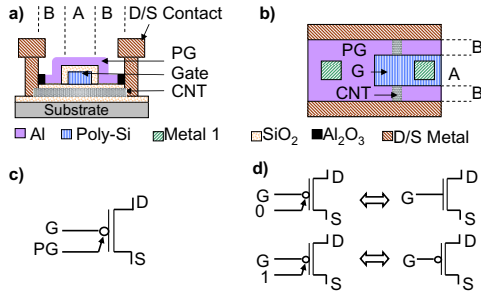 a)
B A B D/S Contact
PG
Gate
CNT
Substrate
b)
PG
G
CNT
B
A
B
Al Poly-Si Metal 1 SiO2 Al2O3 D/S Metal
c)
G
PG
D
S
d)
G
0
D
S
G
D
S
G
1
D
S
G
D
S